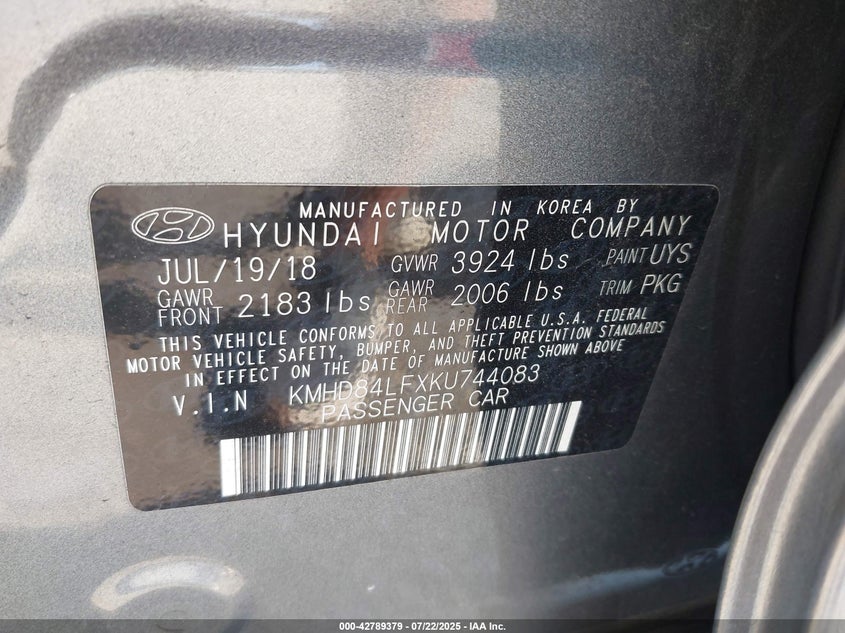 MANUFACTURED IN KOREA BY
HYUNDAI MOTOR COMPANY
JUL/19/18 GVWR 3924 lbs PAINT UYS
GAWR FRONT 2183 lbs GAWR REAR 2006 lbs TRIM PKG
THIS VEHICLE CONFORMS TO ALL APPLICABLE U.S.A. FEDERAL
MOTOR VEHICLE SAFETY, BUMPER, AND THEFT PREVENTION STANDARDS
IN EFFECT ON THE DATE OF MANUFACTURE SHOWN ABOVE
V.I.N KMHD84LFXKU744083
PASSENGER CAR
000-42789379 - 07/22/2025 - IAA Inc.